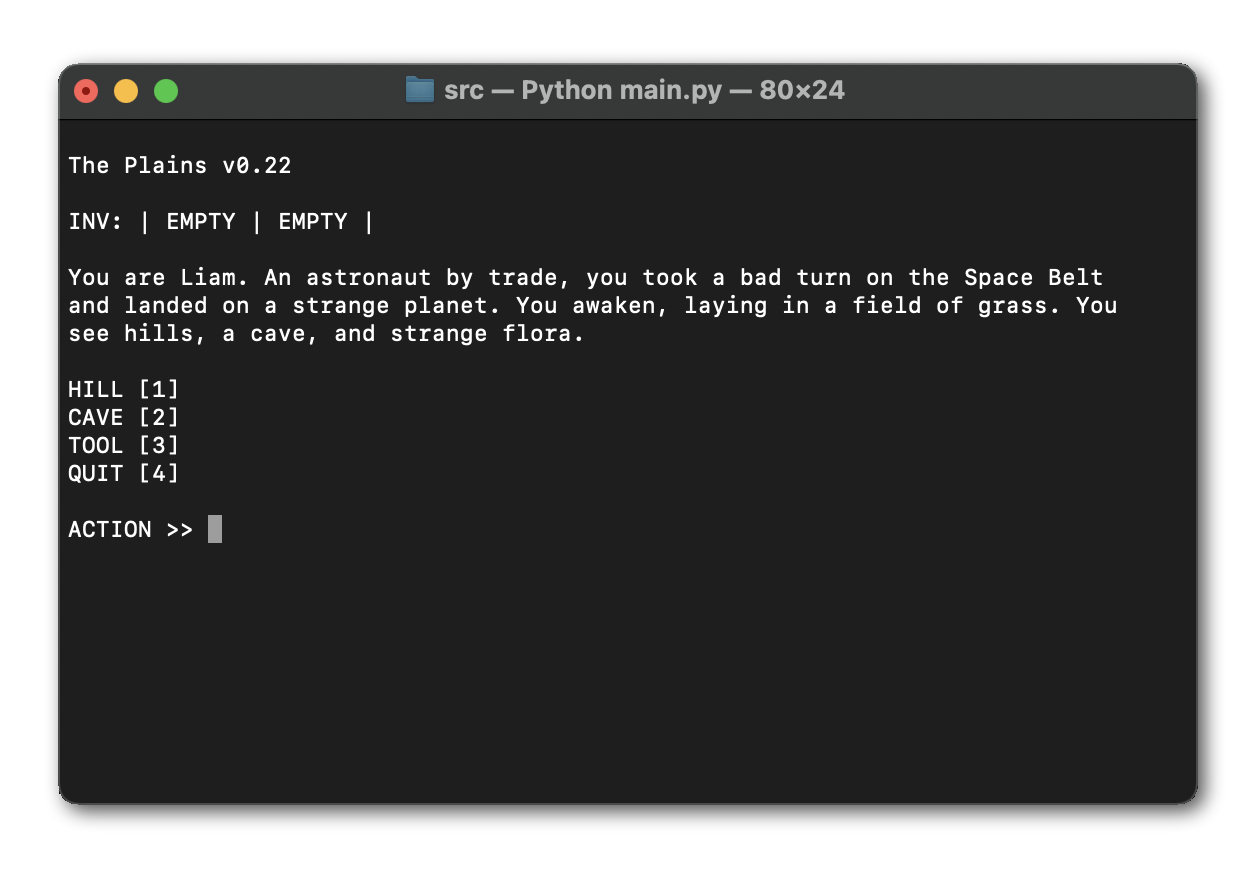 src — Python main.py — 80×24
The Plains v0.22
INV: | EMPTY | EMPTY |
You are Liam. An astronaut by trade, you took a bad turn on the Space Belt
and landed on a strange planet. You awaken, laying in a field of grass. You
see hills, a cave, and strange flora.
HILL [1]
CAVE [2]
TOOL [3]
QUIT [4]
ACTION >>